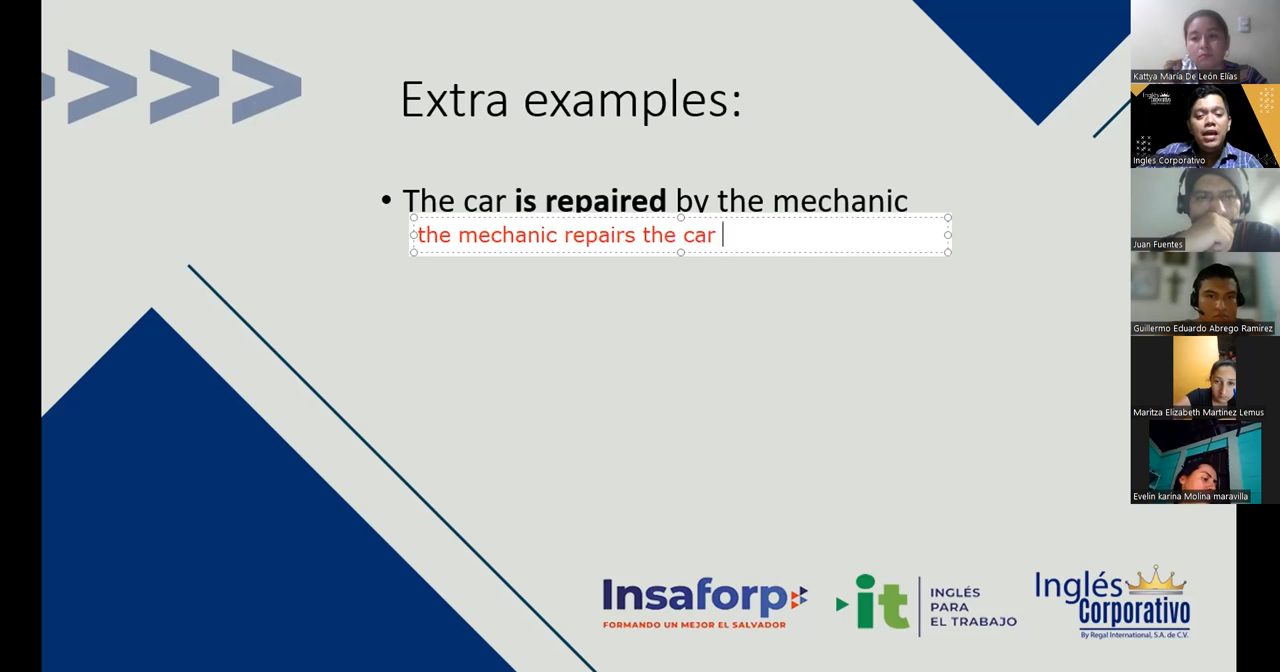 Extra examples:
• The car is repaired by the mechanic
the mechanic repairs the car
Insaforp
FORMANDO UN MEJOR EL SALVADOR
it
INGLÉS
PARA
EL TRABAJO
Inglés
Corporativo
By Regal International, S.A. de C.V.
Kattya María De León Elías
Inglés Corporativo
Ingles Corporativo
Juan Fuentes
Guillermo Eduardo Abrego Ramirez
Maritza Elizabeth Martinez Lemus
Evelin karina Molina maravilla